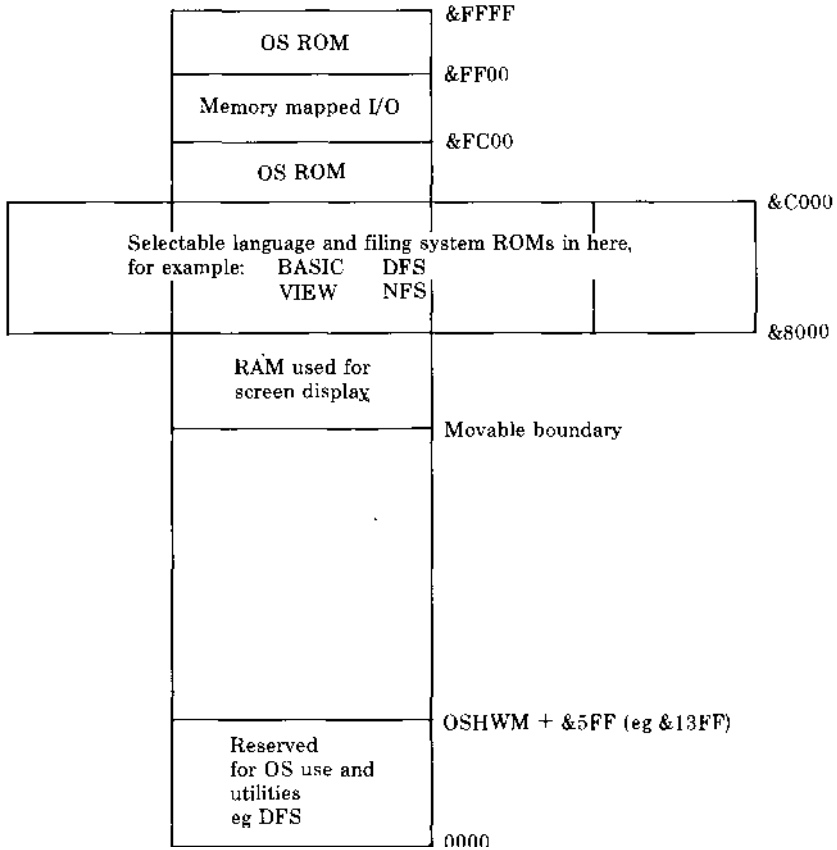 &FFFF
OS ROM
&FF00
Memory mapped I/O
&FC00
OS ROM
&C000
Selectable language and filing system ROMs in here,
for example: BASIC DFS
VIEW NFS
&8000
RAM used for
screen display
Movable boundary
OSHWM + &5FF (eg &13FF)
Reserved
for OS use and
utilities
eg DFS
0000